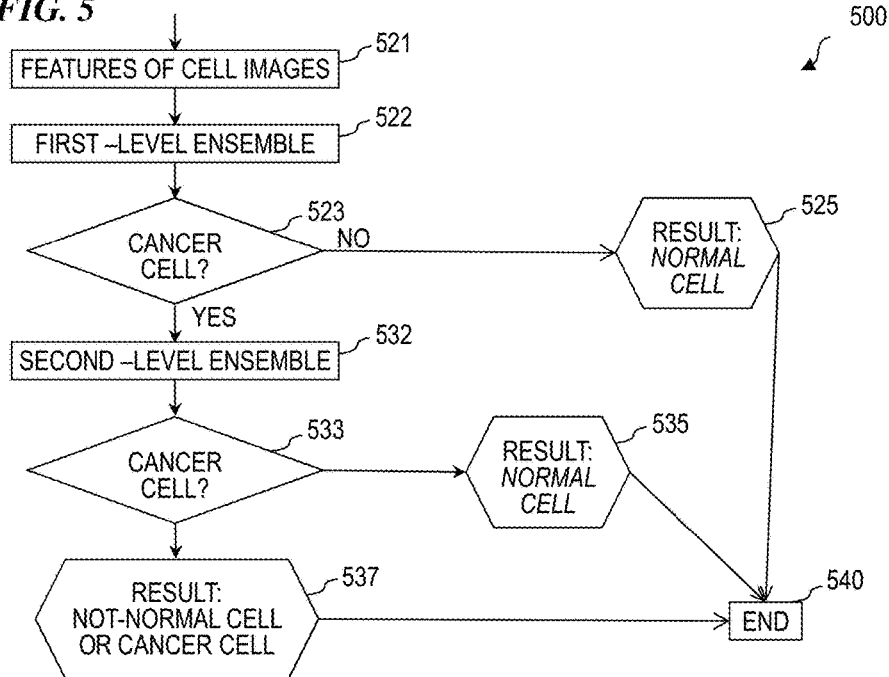 FIG. 5
500
521
FEATURES OF CELL IMAGES
522
FIRST –LEVEL ENSEMBLE
523
CANCER
CELL?
NO
525
RESULT:
NORMAL
CELL
YES
532
SECOND –LEVEL ENSEMBLE
533
CANCER
CELL?
535
RESULT:
NORMAL
CELL
537
RESULT:
NOT-NORMAL CELL
OR CANCER CELL
540
END